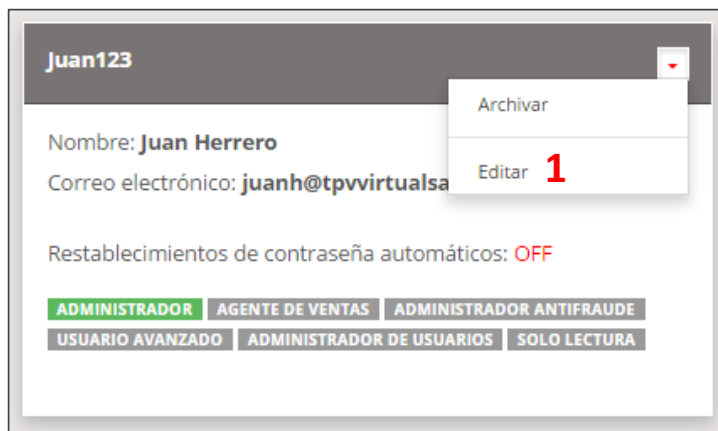 Juan123
Archivar
Nombre: Juan Herrero
Editar 1
Correo electrónico: juanh@tpvvirtualsa
Restablecimientos de contraseña automáticos: OFF
ADMINISTRADOR AGENTE DE VENTAS ADMINISTRADOR ANTIFRAUDE
USUARIO AVANZADO ADMINISTRADOR DE USUARIOS SOLO LECTURA